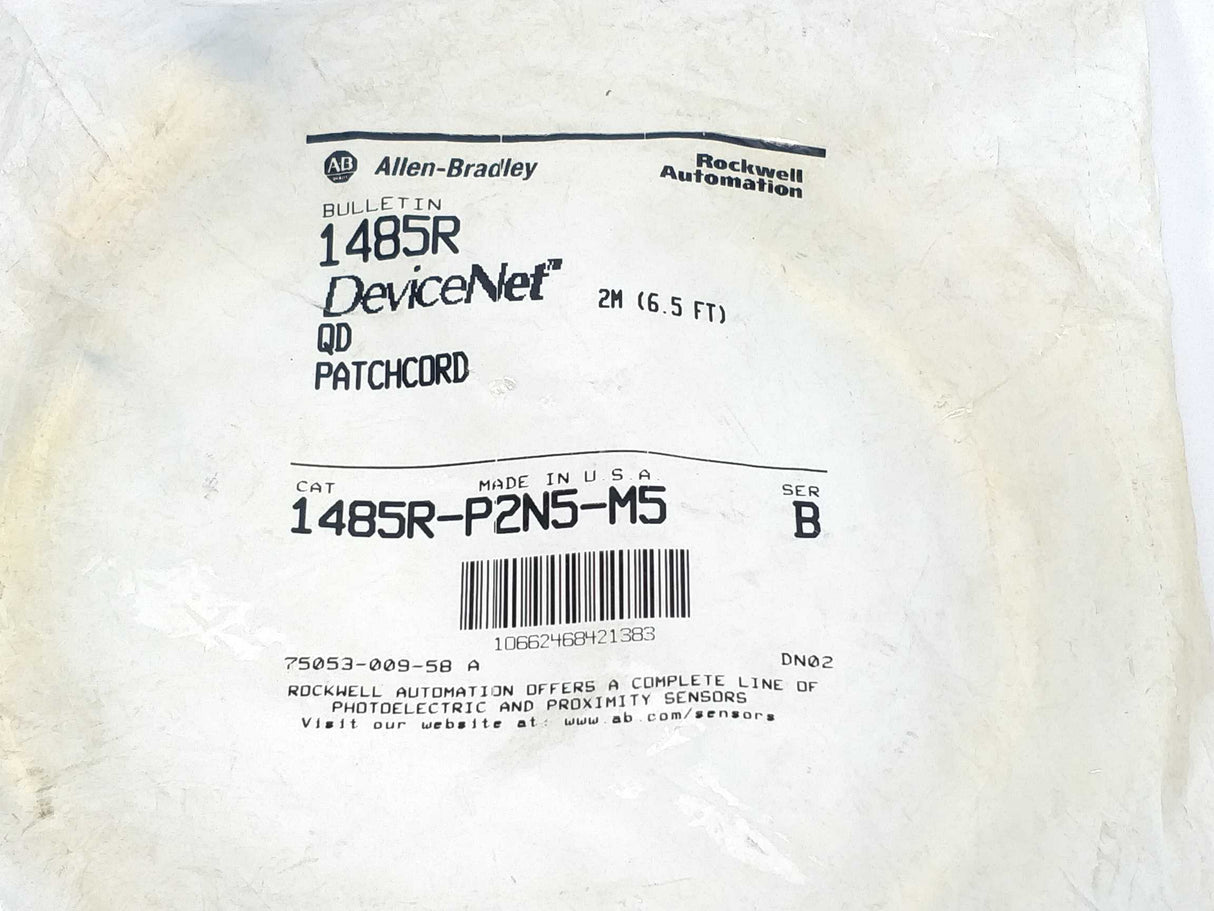 AB Allen-Bradley Rockwell Automation
BULLETIN
1485R
DeviceNet™ 2M (6.5 FT)
QD
PATCHCORD
CAT MADE IN U.S.A. SER
1485R-P2N5-M5 B
10662468421383
75053-009-58 A DN02
ROCKWELL AUTOMATION OFFERS A COMPLETE LINE OF
PHOTOELECTRIC AND PROXIMITY SENSORS
Visit our website at: www.ab.com/sensors